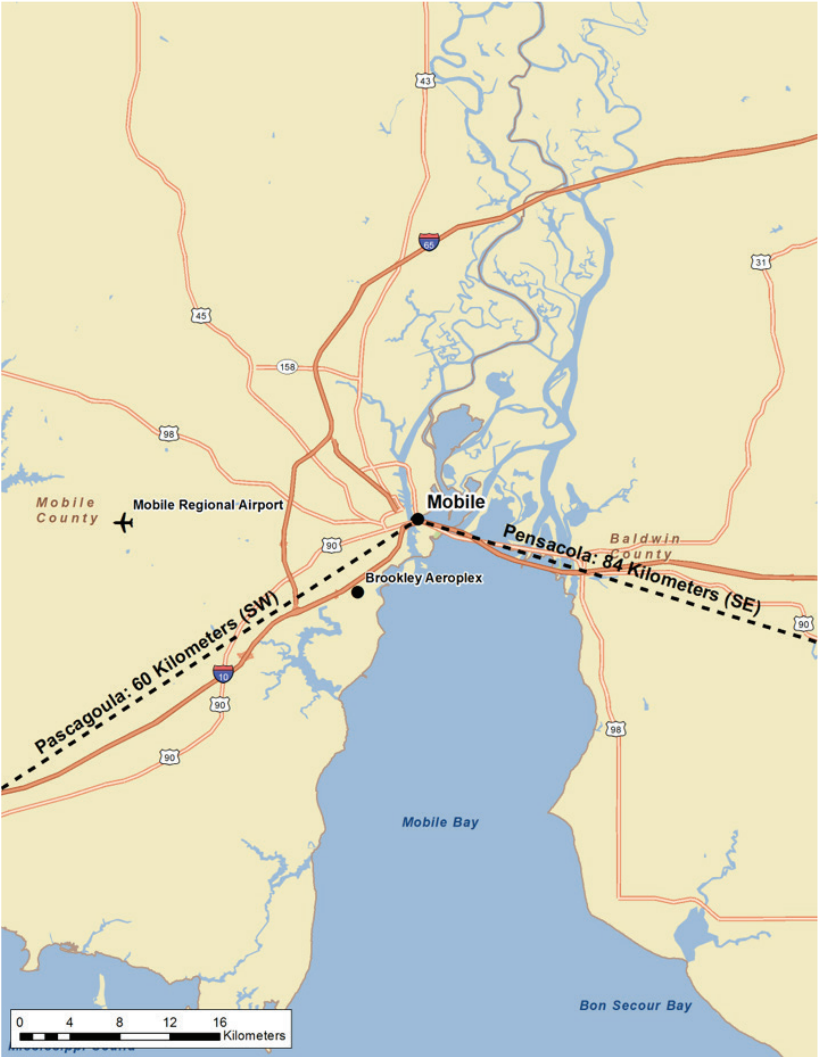 43
65
31
45
158
98
Mobile
County
Mobile Regional Airport
Mobile
90
Pensacola: 84 Kilometers (SE)
Baldwin
County
Brookley Aeroplex
Pascagoula: 60 Kilometers (SW)
90
10
90
98
90
Mobile Bay
Bon Secour Bay
0 4 8 12 16
Kilometers
Mississippi Sound